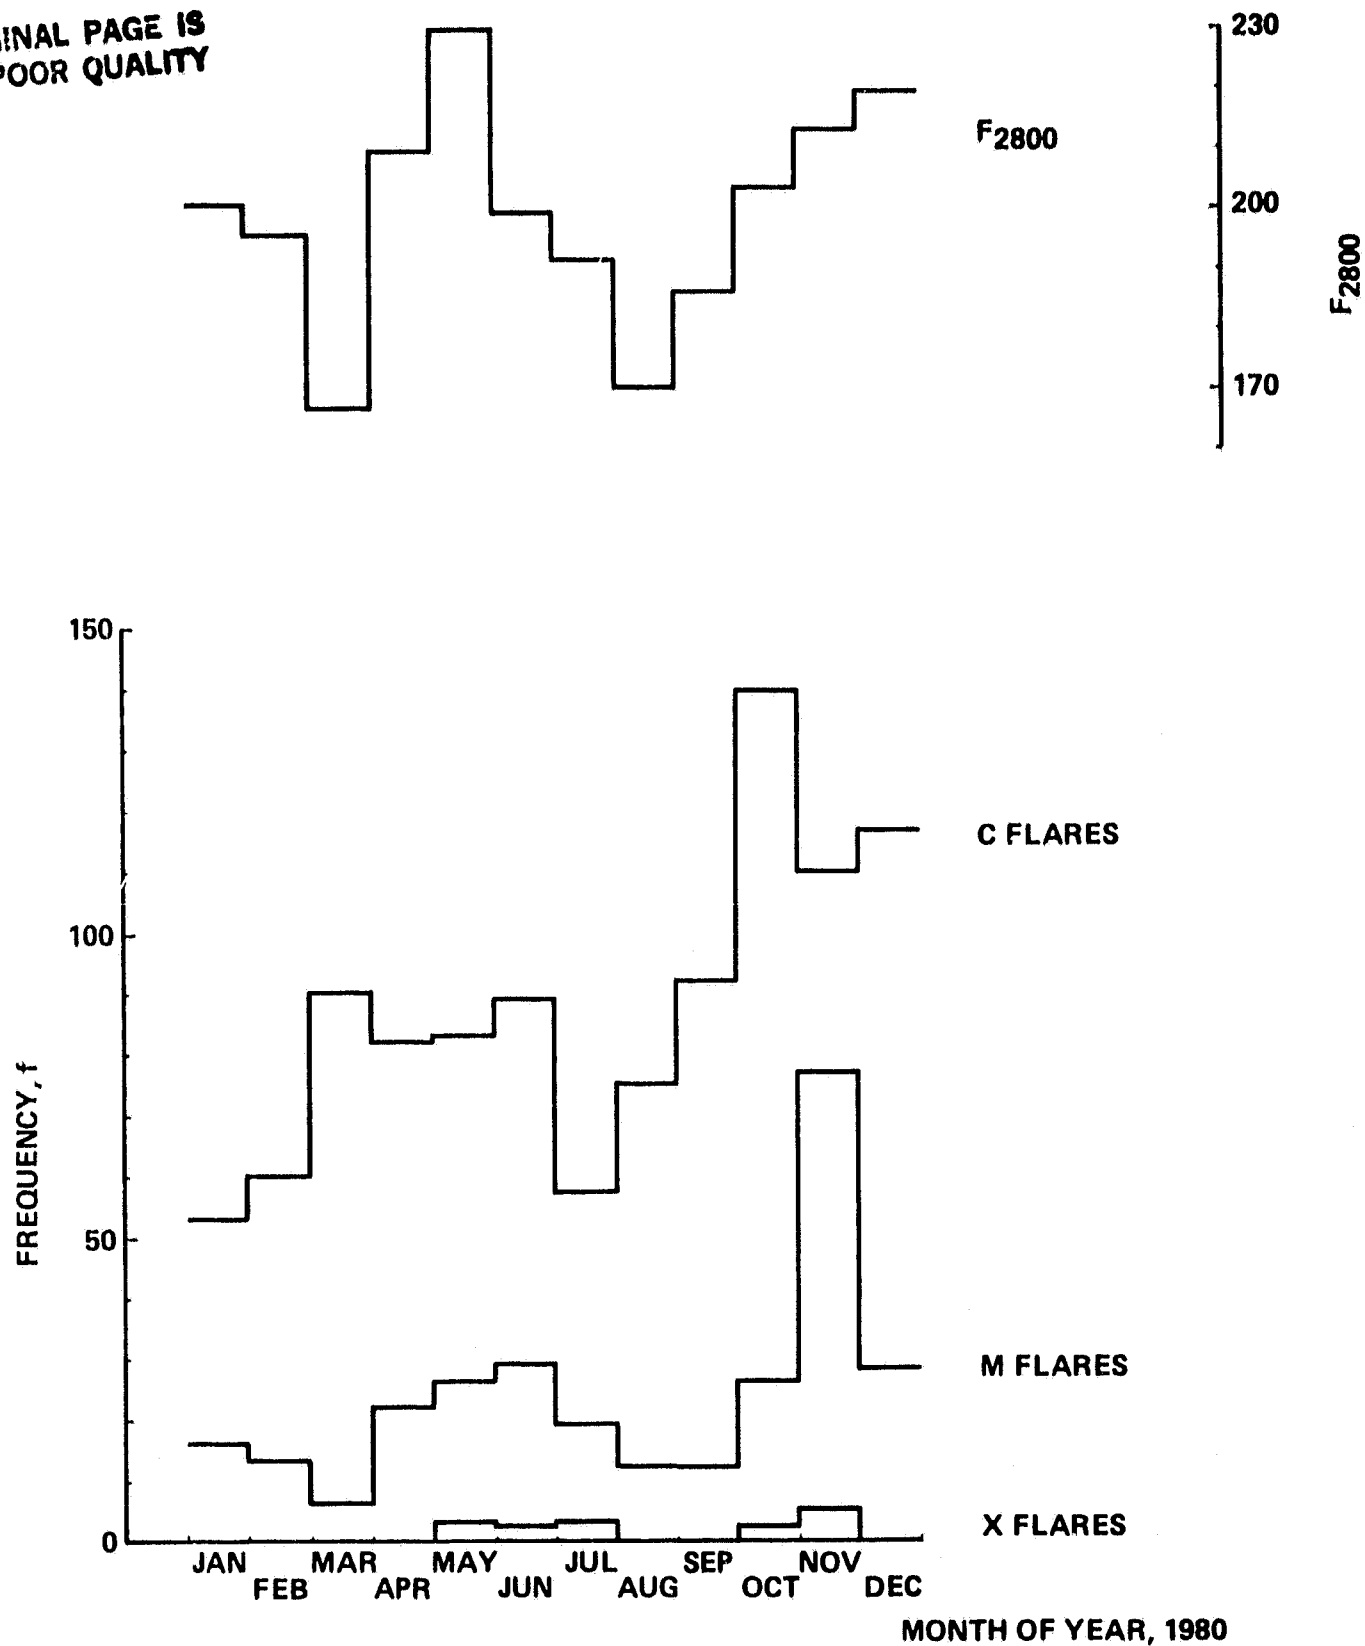 INAL PAGE IS
POOR QUALITY
230
F2800
200
F2800
170
150
C FLARES
100
FREQUENCY, f
50
M FLARES
X FLARES
0
JAN MAR MAY JUL SEP NOV
FEB APR JUN AUG OCT DEC
MONTH OF YEAR, 1980